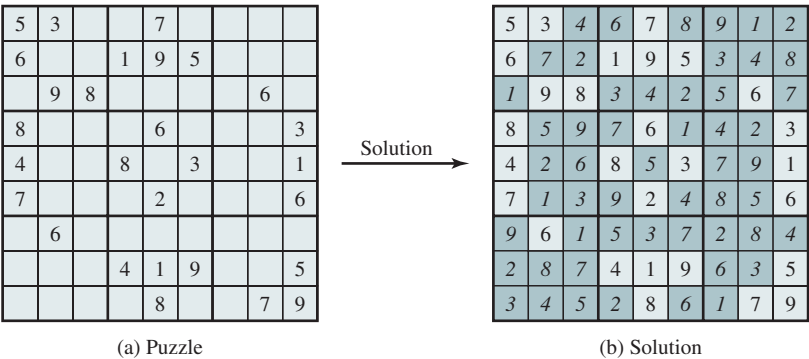 5 3 7
6 1 9 5
9 8 6
8 6 3
4 8 3 1
7 2 6
6
4 1 9 5
8 7 9
(a) Puzzle
Solution
5 3 4 6 7 8 9 1 2
6 7 2 1 9 5 3 4 8
1 9 8 3 4 2 5 6 7
8 5 9 7 6 1 4 2 3
4 2 6 8 5 3 7 9 1
7 1 3 9 2 4 8 5 6
9 6 1 5 3 7 2 8 4
2 8 7 4 1 9 6 3 5
3 4 5 2 8 6 1 7 9
(b) Solution